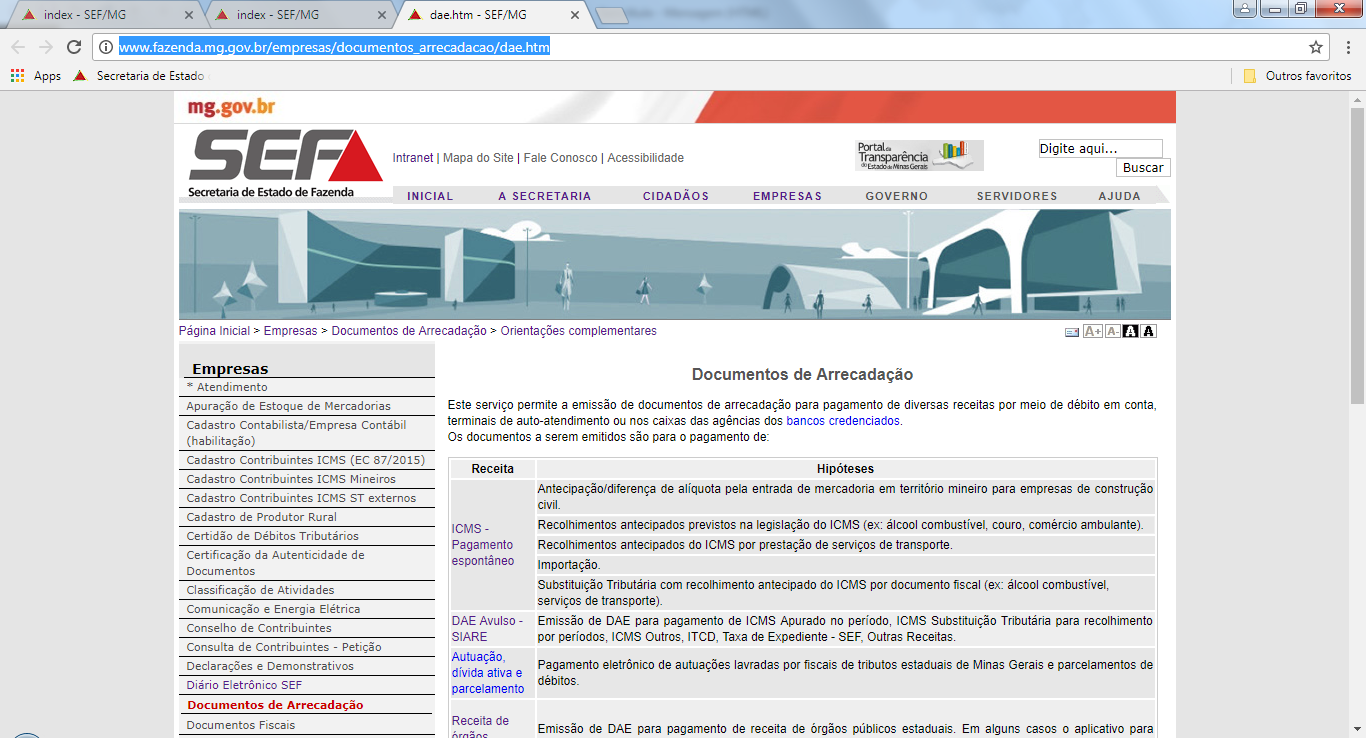 index - SEF/MG
index - SEF/MG
dae.htm - SEF/MG
www.fazenda.mg.gov.br/empresas/documentos_arrecadacao/dae.htm
Apps
Secretaria de Estado
Outros favoritos
mg.gov.br
SEF
Secretaria de Estado de Fazenda
Intranet | Mapa do Site | Fale Conosco | Acessibilidade
Portal da
Transparência
do Estado de Minas Gerais
Digite aqui...
Buscar
INICIAL A SECRETARIA CIDADÃOS EMPRESAS GOVERNO SERVIDORES AJUDA
Página Inicial > Empresas > Documentos de Arrecadação > Orientações complementares
A+ A- A A
Empresas
* Atendimento
Apuração de Estoque de Mercadorias
Cadastro Contabilista/Empresa Contábil
(habilitação)
Cadastro Contribuintes ICMS (EC 87/2015)
Cadastro Contribuintes ICMS Mineiros
Cadastro Contribuintes ICMS ST externos
Cadastro de Produtor Rural
Certidão de Débitos Tributários
Certificação da Autenticidade de
Documentos
Classificação de Atividades
Comunicação e Energia Elétrica
Conselho de Contribuintes
Consulta de Contribuintes - Petição
Declarações e Demonstrativos
Diário Eletrônico SEF
Documentos de Arrecadação
Documentos Fiscais
Documentos de Arrecadação
Este serviço permite a emissão de documentos de arrecadação para pagamento de diversas receitas por meio de débito em conta,
terminais de auto-atendimento ou nos caixas das agências dos bancos credenciados.
Os documentos a serem emitidos são para o pagamento de:
Receita Hipóteses
ICMS -
Pagamento
espontâneo
Antecipação/diferença de alíquota pela entrada de mercadoria em território mineiro para empresas de construção
civil.
Recolhimentos antecipados previstos na legislação do ICMS (ex: álcool combustível, couro, comércio ambulante).
Recolhimentos antecipados do ICMS por prestação de serviços de transporte.
Importação.
Substituição Tributária com recolhimento antecipado do ICMS por documento fiscal (ex: álcool combustível,
serviços de transporte).
DAE Avulso -
SIARE
Emissão de DAE para pagamento de ICMS Apurado no período, ICMS Substituição Tributária para recolhimento
por períodos, ICMS Outros, ITCD, Taxa de Expediente - SEF, Outras Receitas.
Autuação,
dívida ativa e
parcelamento
Pagamento eletrônico de autuações lavradas por fiscais de tributos estaduais de Minas Gerais e parcelamentos de
débitos.
Receita de
órgãos
Emissão de DAE para pagamento de receita de órgãos públicos estaduais. Em alguns casos o aplicativo para